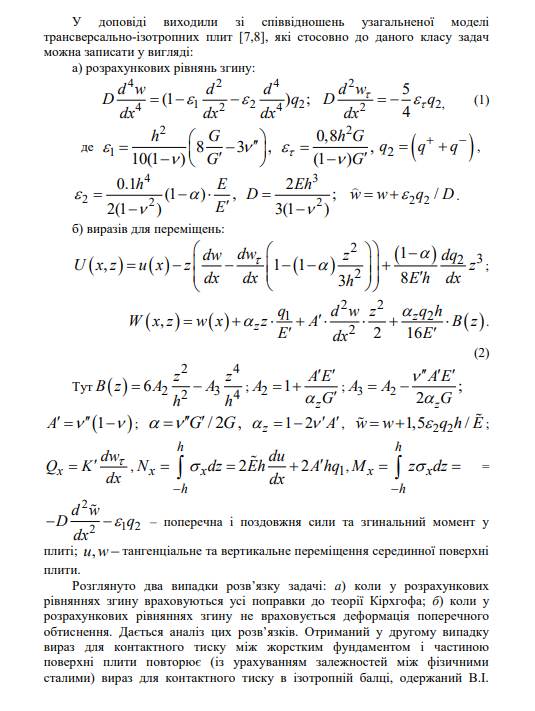 У доповіді виходили зі співвідношень узагальненої моделі
трансверсально-ізотропних плит [7,8], які стосовно до даного класу задач
можна записати у вигляді:
а) розрахункових рівнянь згину:
D d⁴w/dx⁴ = (1 − ε₁ d²/dx² − ε₂ d⁴/dx⁴)q₂; D d²w_τ/dx² = − 5/4 ε_τ q₂, (1)
де ε₁ = h²/10(1−ν) (8 G/G′ − 3ν″), ε_τ = 0,8h²G/(1−ν)G′, q₂ = (q⁺ + q⁻),
ε₂ = 0.1h⁴/2(1−ν²) (1−α)· E/E′, D = 2Eh³/3(1−ν²); ŵ = w + ε₂q₂ / D.
б) виразів для переміщень:
U(x,z) = u(x) − z(dw/dx − dw_τ/dx (1 − (1−α) z²/3h²)) + (1−α)/8E′h dq₂/dx z³;
W(x,z) = w(x) + α_z z · q₁/E′ + A′ · d²w/dx² · z²/2 + α_z q₂h/16E′ · B(z).
(2)
Тут B(z) = 6A₂ z²/h² − A₃ z⁴/h⁴; A₂ = 1 + A′E′/α_zG′; A₃ = A₂ − ν″A′E′/2α_zG;
A′ = ν″(1−ν); α = ν″G′/2G, α_z = 1 − 2ν′A′, w̃ = w + 1,5ε₂q₂h / Ẽ;
Q_x = K′ dw_τ/dx, N_x = ∫₋ₕʰ σ_x dz = 2Ẽh du/dx + 2A′hq₁, M_x = ∫₋ₕʰ zσ_x dz = =
−D d²w̃/dx² − ε₁q₂ – поперечна і поздовжня сили та згинальний момент у
плиті; u, w − тангенціальне та вертикальне переміщення серединної поверхні
плити.
Розглянуто два випадки розв’язку задачі: а) коли у розрахункових
рівняннях згину враховуються усі поправки до теорії Кірхгофа; б) коли у
розрахункових рівняннях згину не враховується деформація поперечного
обтиснення. Дається аналіз цих розв’язків. Отриманий у другому випадку
вираз для контактного тиску між жорстким фундаментом і частиною
поверхні плити повторює (із урахуванням залежностей між фізичними
сталими) вираз для контактного тиску в ізотропній балці, одержаний В.І.